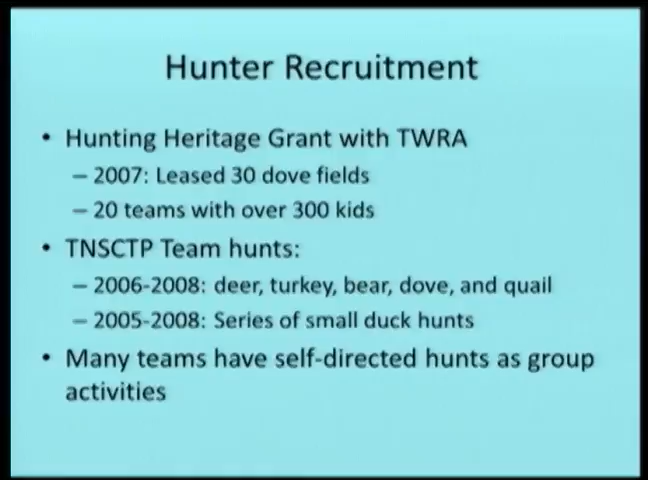 Hunter Recruitment
• Hunting Heritage Grant with TWRA
– 2007: Leased 30 dove fields
– 20 teams with over 300 kids
• TNSCTP Team hunts:
– 2006-2008: deer, turkey, bear, dove, and quail
– 2005-2008: Series of small duck hunts
• Many teams have self-directed hunts as group
activities